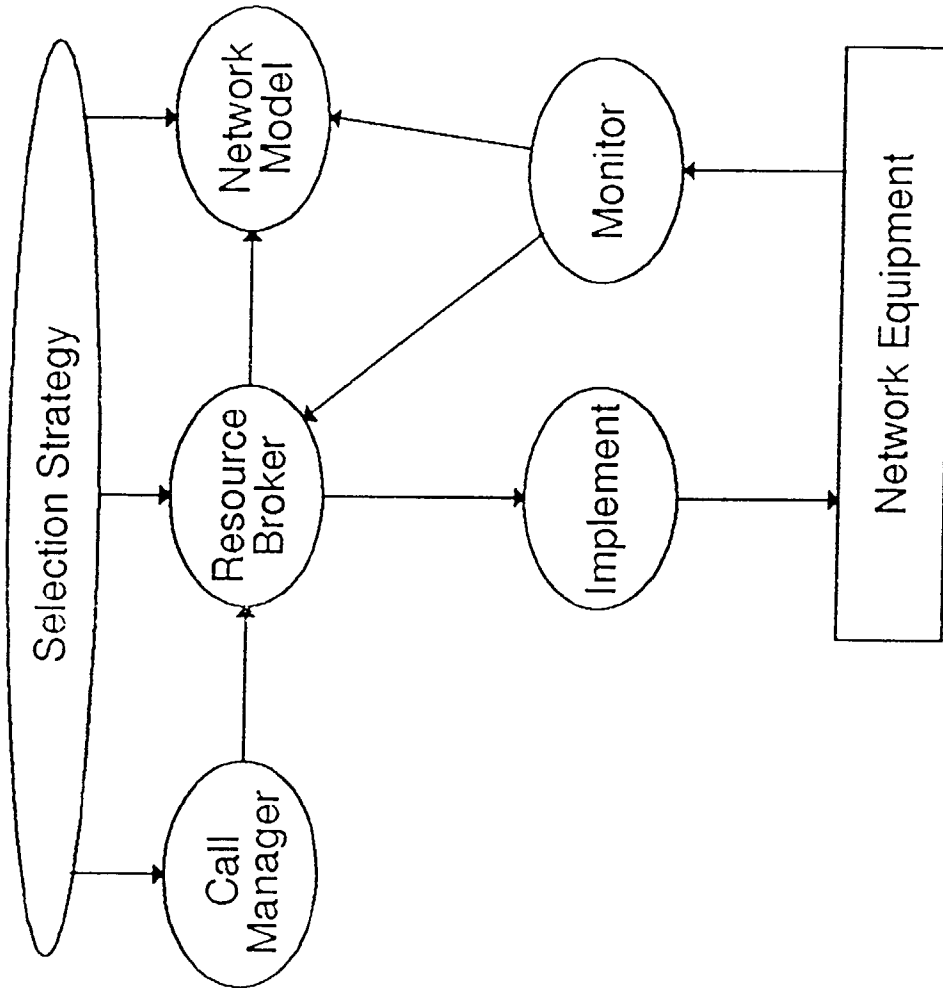 Selection Strategy
Call
Manager
Resource
Broker
Network
Model
Implement
Monitor
Network Equipment